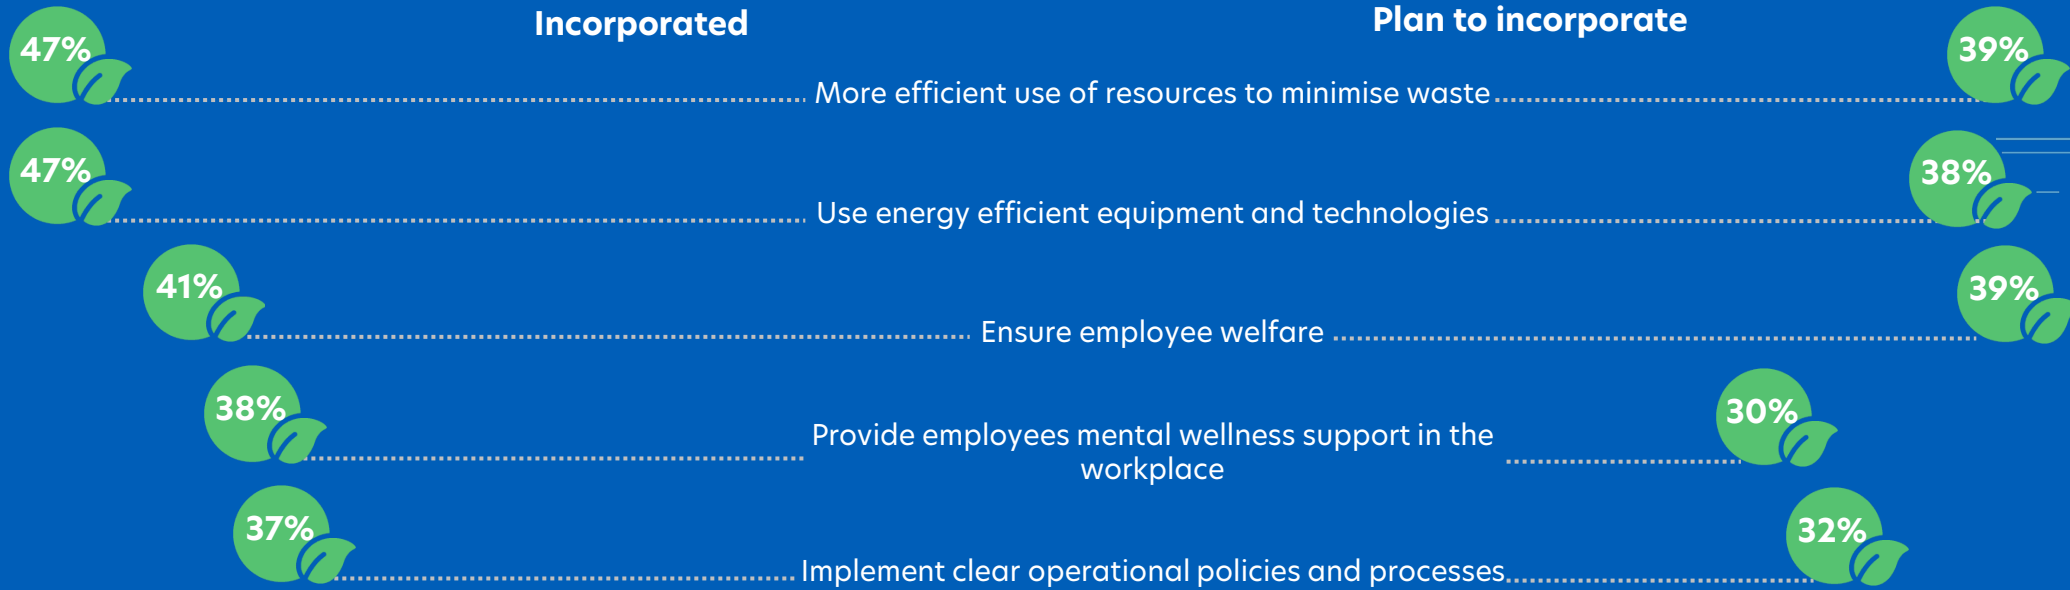 Incorporated
Plan to incorporate
47%
More efficient use of resources to minimise waste
39%
47%
Use energy efficient equipment and technologies
38%
41%
Ensure employee welfare
39%
38%
Provide employees mental wellness support in the
workplace
30%
37%
Implement clear operational policies and processes
32%